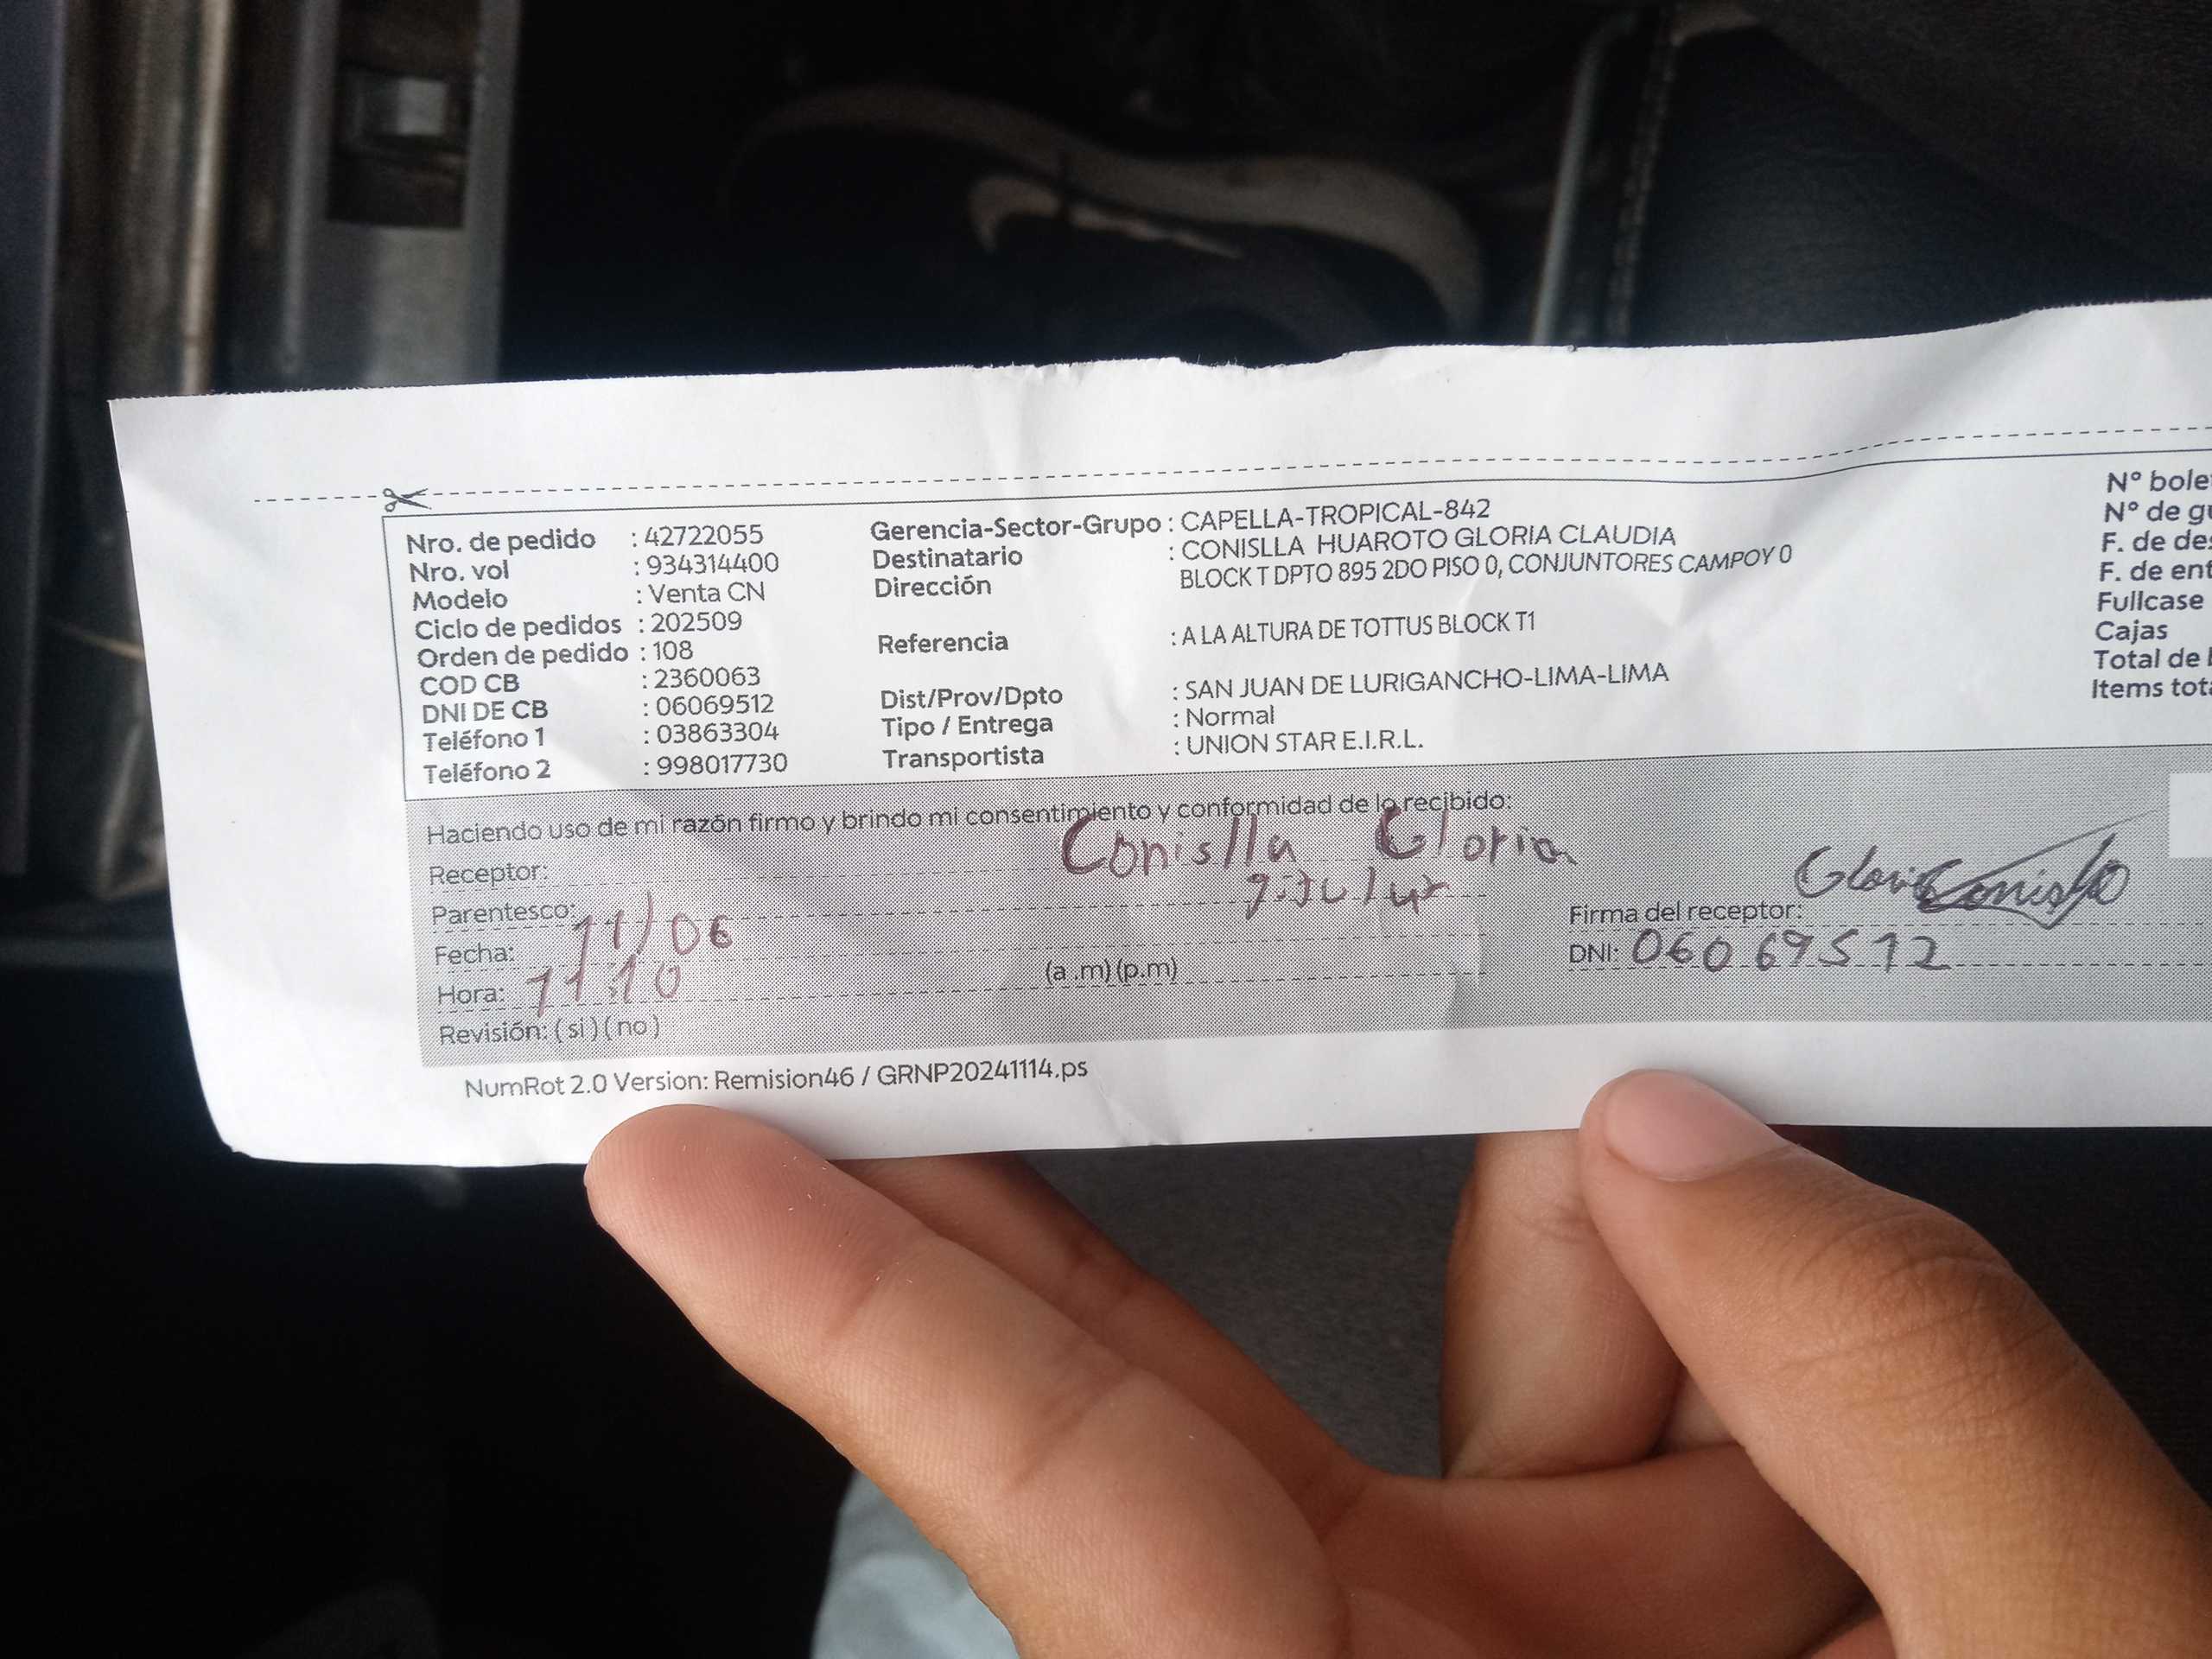 Nro. de pedido : 42722055
Nro. vol : 934314400
Modelo : Venta CN
Ciclo de pedidos : 202509
Orden de pedido : 108
COD CB : 2360063
DNI DE CB : 06069512
Teléfono 1 : 03863304
Teléfono 2 : 998017730
Gerencia-Sector-Grupo : CAPELLA-TROPICAL-842
Destinatario : CONISLLA HUAROTO GLORIA CLAUDIA
Dirección BLOCK T DPTO 895 2DO PISO 0, CONJUNTORES CAMPOY 0
Referencia : A LA ALTURA DE TOTTUS BLOCK T1
Dist/Prov/Dpto : SAN JUAN DE LURIGANCHO-LIMA-LIMA
Tipo / Entrega : Normal
Transportista : UNION STAR E.I.R.L.
N° bole
N° de gu
F. de des
F. de ent
Fullcase
Cajas
Total de
Items tota
Haciendo uso de mi razón firmo y brindo mi consentimiento y conformidad de lo recibido:
Receptor: Conislla Gloria
Parentesco: titular
Fecha: 11/06
Hora: 11:10 (a.m)(p.m)
Revisión: (si)(no)
Firma del receptor: Gloria Conislla
DNI: 06069512
NumRot 2.0 Version: Remision46 / GRNP20241114.ps